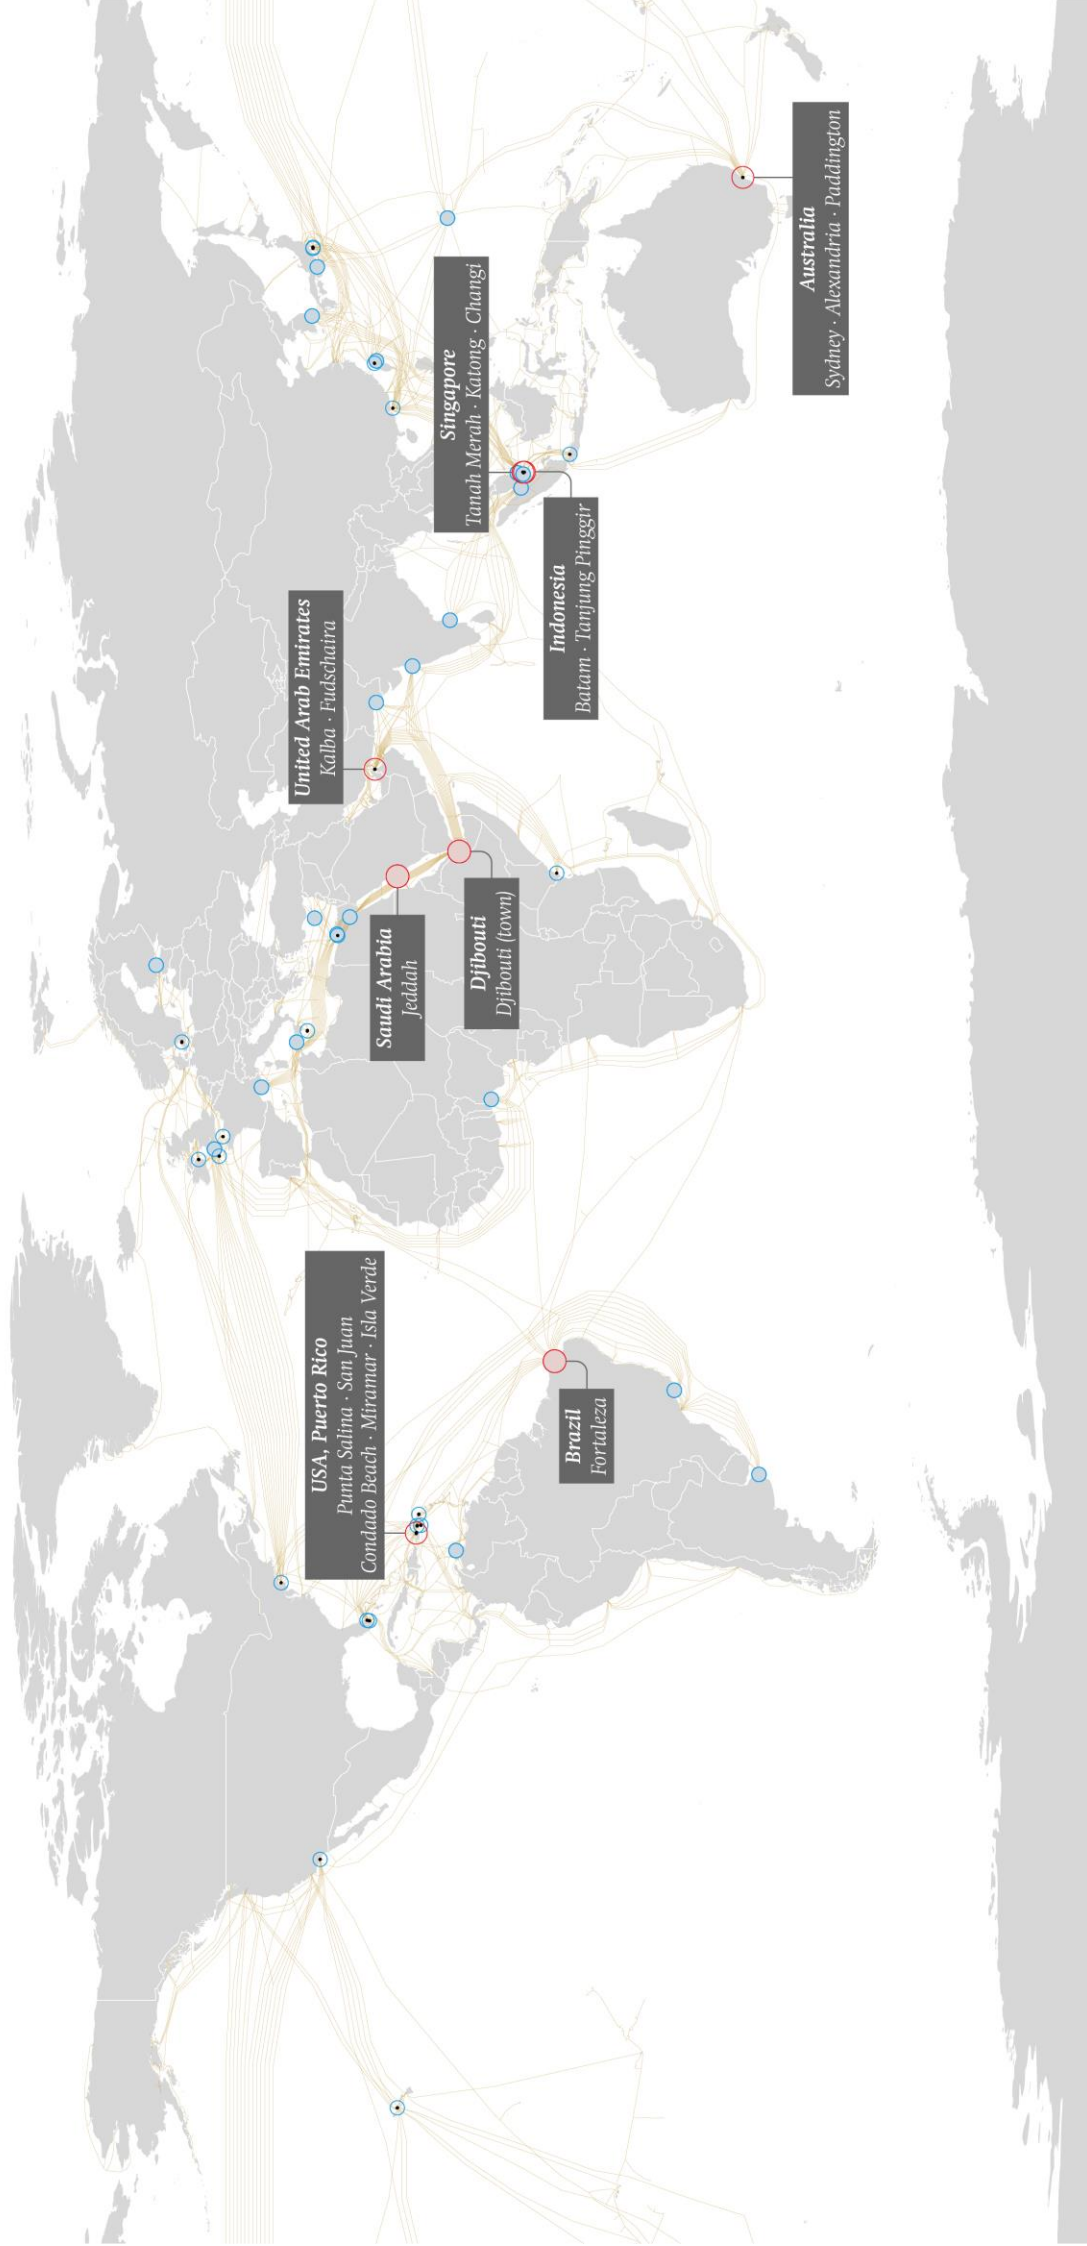 USA, Puerto Rico
Punta Salina · San Juan
Condado Beach · Miramar · Isla Verde
Brazil
Fortaleza
Saudi Arabia
Jeddah
Djibouti
Djibouti (town)
United Arab Emirates
Kalba · Fudschaira
Singapore
Tanah Merah · Katong · Changi
Indonesia
Batam · Tanjung Pinggir
Australia
Sydney · Alexandria · Paddington